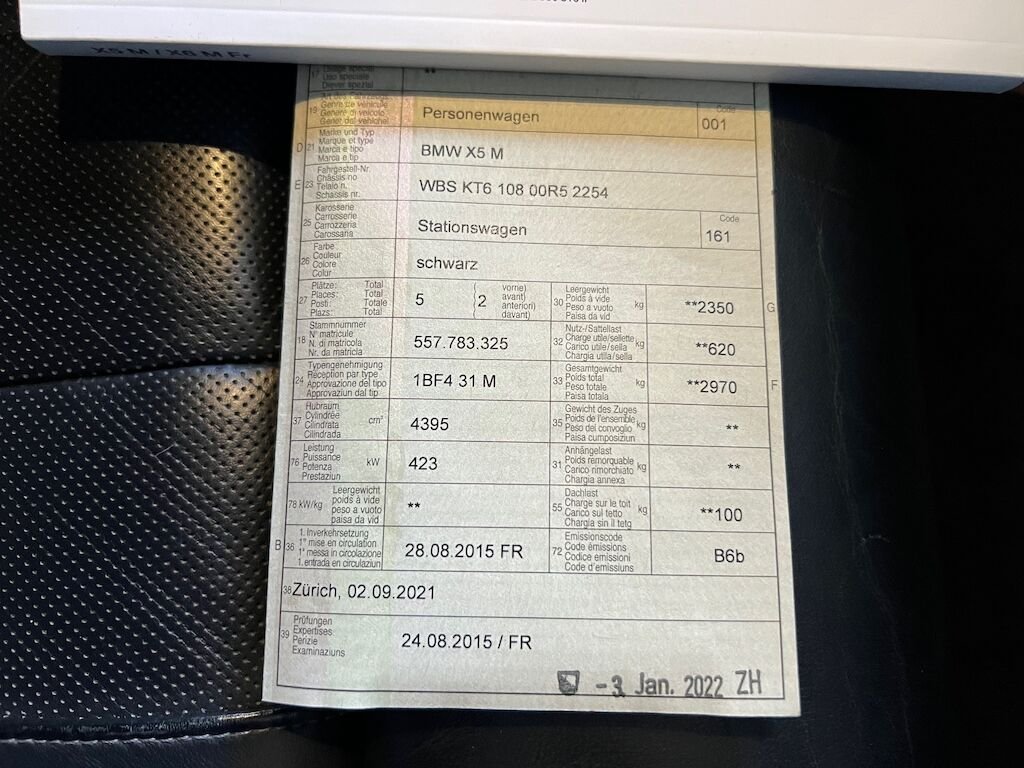 X5 M / X6 M Fr
17 Usage spécial
Uso speciale
Diever spezial
**
Art des Fahrzeugs
19 Genre de véhicule
Genere di veicolo
Gener dal vehichel
Personenwagen
Code
001
D 21 Marke und Typ
Marque et type
Marca e tipo
Marca e tip
BMW X5 M
E 23 Fahrgestell-Nr.
Châssis no
Telaio n.
Schassis nr.
WBS KT6 108 00R5 2254
25 Karosserie
Carrosserie
Carrozzeria
Carossaria
Stationswagen
Code
161
26 Farbe
Couleur
Colore
Colur
schwarz
27 Plätze: Total
Places: Total
Posti: Totale
Plazs: Total
5
2
vorne)
avant)
anteriori)
davant)
30 Leergewicht
Poids à vide
Peso a vuoto
Paisa da vid
kg
**2350
G
18 Stammnummer
N° matricule
N. di matricola
Nr. da matricla
557.783.325
32 Nutz-/Sattellast
Charge utile/sellette
Carico utile/sella
Chargia utila/sella
kg
**620
24 Typengenehmigung
Réception par type
Approvazione del tipo
Approvaziun dal tip
1BF4 31 M
33 Gesamtgewicht
Poids total
Peso totale
Paisa totala
kg
**2970
F
37 Hubraum
Cylindrée
Cilindrata
Cilindrada
cm³
4395
35 Gewicht des Zuges
Poids de l'ensemble
Peso del convoglio
Paisa cumposiziun
kg
**
76 Leistung
Puissance
Potenza
Prestaziun
kW
423
31 Anhängelast
Poids remorquable
Carico rimorchiato
Chargia annexa
kg
**
78 kW/kg Leergewicht
poids à vide
peso a vuoto
paisa da vid
**
55 Dachlast
Charge sur le toit
Carico sul tetto
Chargia sin il tetg
kg
**100
B 36 1. Inverkehrsetzung
1re mise en circulation
1a messa in circolazione
1. entrada en circulaziun
28.08.2015 FR
72 Emissionscode
Code émissions
Codice emissioni
Code d'emissiuns
B6b
38 Zürich, 02.09.2021
39 Prüfungen
Expertises
Perizie
Examinaziuns
24.08.2015 / FR
-3. Jan. 2022 ZH